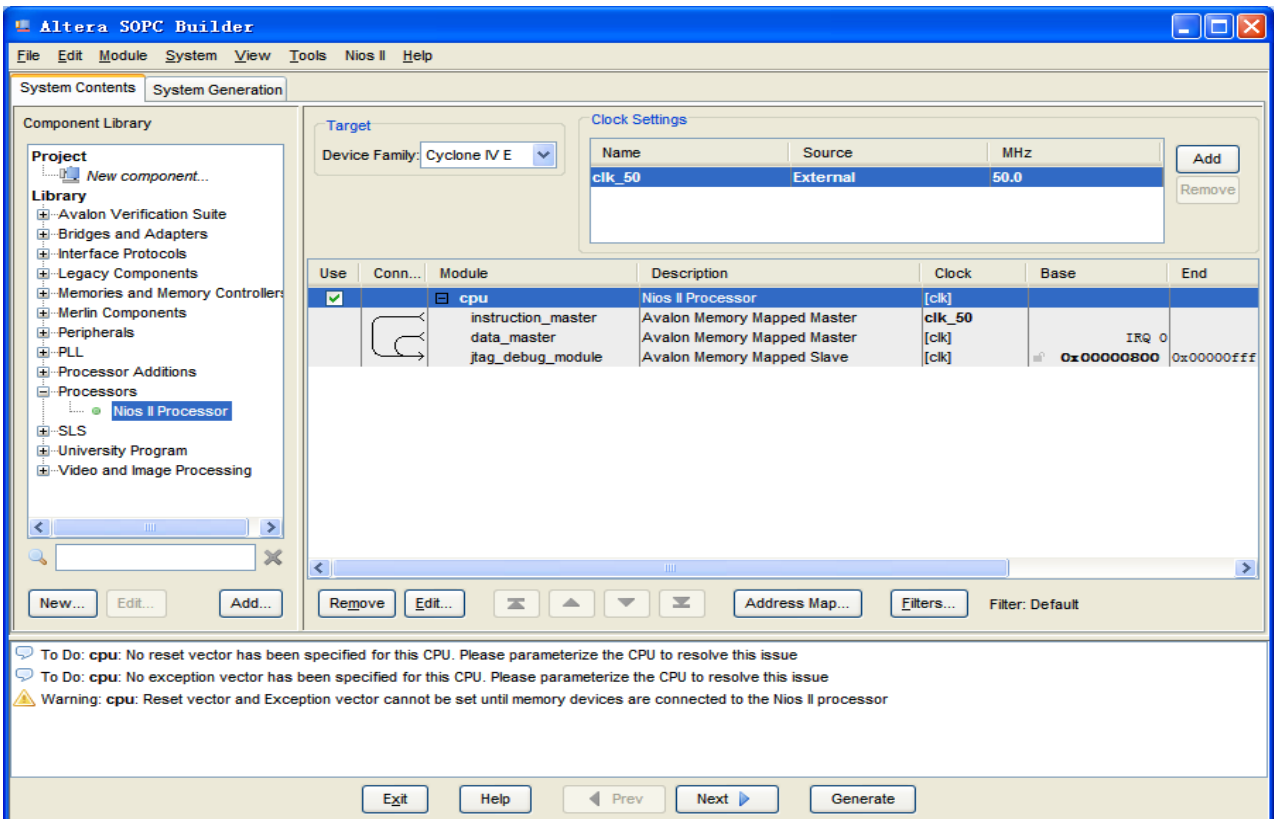 Altera SOPC Builder
File Edit Module System View Tools Nios II Help
System Contents System Generation
Component Library
Project
New component...
Library
Avalon Verification Suite
Bridges and Adapters
Interface Protocols
Legacy Components
Memories and Memory Controllers
Merlin Components
Peripherals
PLL
Processor Additions
Processors
Nios II Processor
SLS
University Program
Video and Image Processing
New... Edit... Add...
Target
Device Family: Cyclone IV E
Clock Settings
Name Source MHz
clk_50 External 50.0
Add
Remove
Use Conn... Module Description Clock Base End
cpu Nios II Processor [clk]
instruction_master Avalon Memory Mapped Master clk_50
data_master Avalon Memory Mapped Master [clk] IRQ 0
jtag_debug_module Avalon Memory Mapped Slave [clk] 0x00000800 0x00000fff
Remove Edit... Address Map... Filters... Filter: Default
To Do: cpu: No reset vector has been specified for this CPU. Please parameterize the CPU to resolve this issue
To Do: cpu: No exception vector has been specified for this CPU. Please parameterize the CPU to resolve this issue
Warning: cpu: Reset vector and Exception vector cannot be set until memory devices are connected to the Nios II processor
Exit Help Prev Next Generate